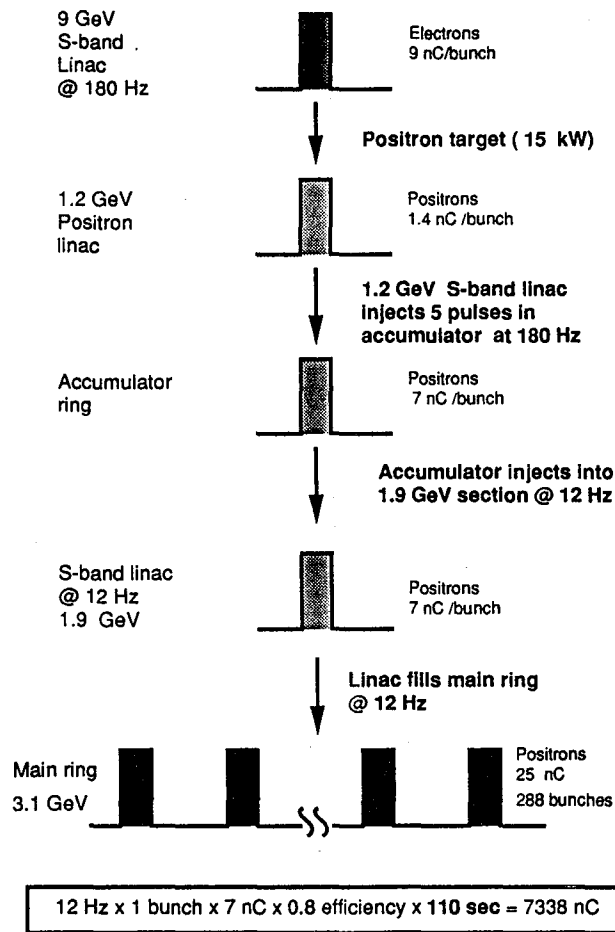 9 GeV
S-band
Linac
@ 180 Hz
Electrons
9 nC/bunch
Positron target ( 15 kW)
1.2 GeV
Positron
linac
Positrons
1.4 nC /bunch
1.2 GeV S-band linac
injects 5 pulses in
accumulator at 180 Hz
Accumulator
ring
Positrons
7 nC /bunch
Accumulator injects into
1.9 GeV section @ 12 Hz
S-band linac
@ 12 Hz
1.9 GeV
Positrons
7 nC /bunch
Linac fills main ring
@ 12 Hz
Main ring
3.1 GeV
Positrons
25 nC
288 bunches
12 Hz x 1 bunch x 7 nC x 0.8 efficiency x 110 sec = 7338 nC